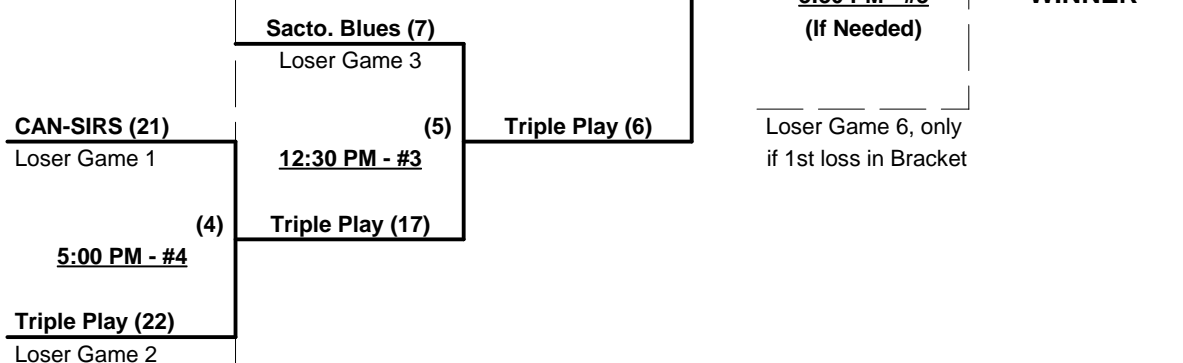 Sacto. Blues (7)
(If Needed)
Loser Game 3
CAN-SIRS (21)
(5)
Triple Play (6)
Loser Game 6, only
Loser Game 1
12:30 PM - #3
if 1st loss in Bracket
(4)
Triple Play (17)
5:00 PM - #4
Triple Play (22)
Loser Game 2